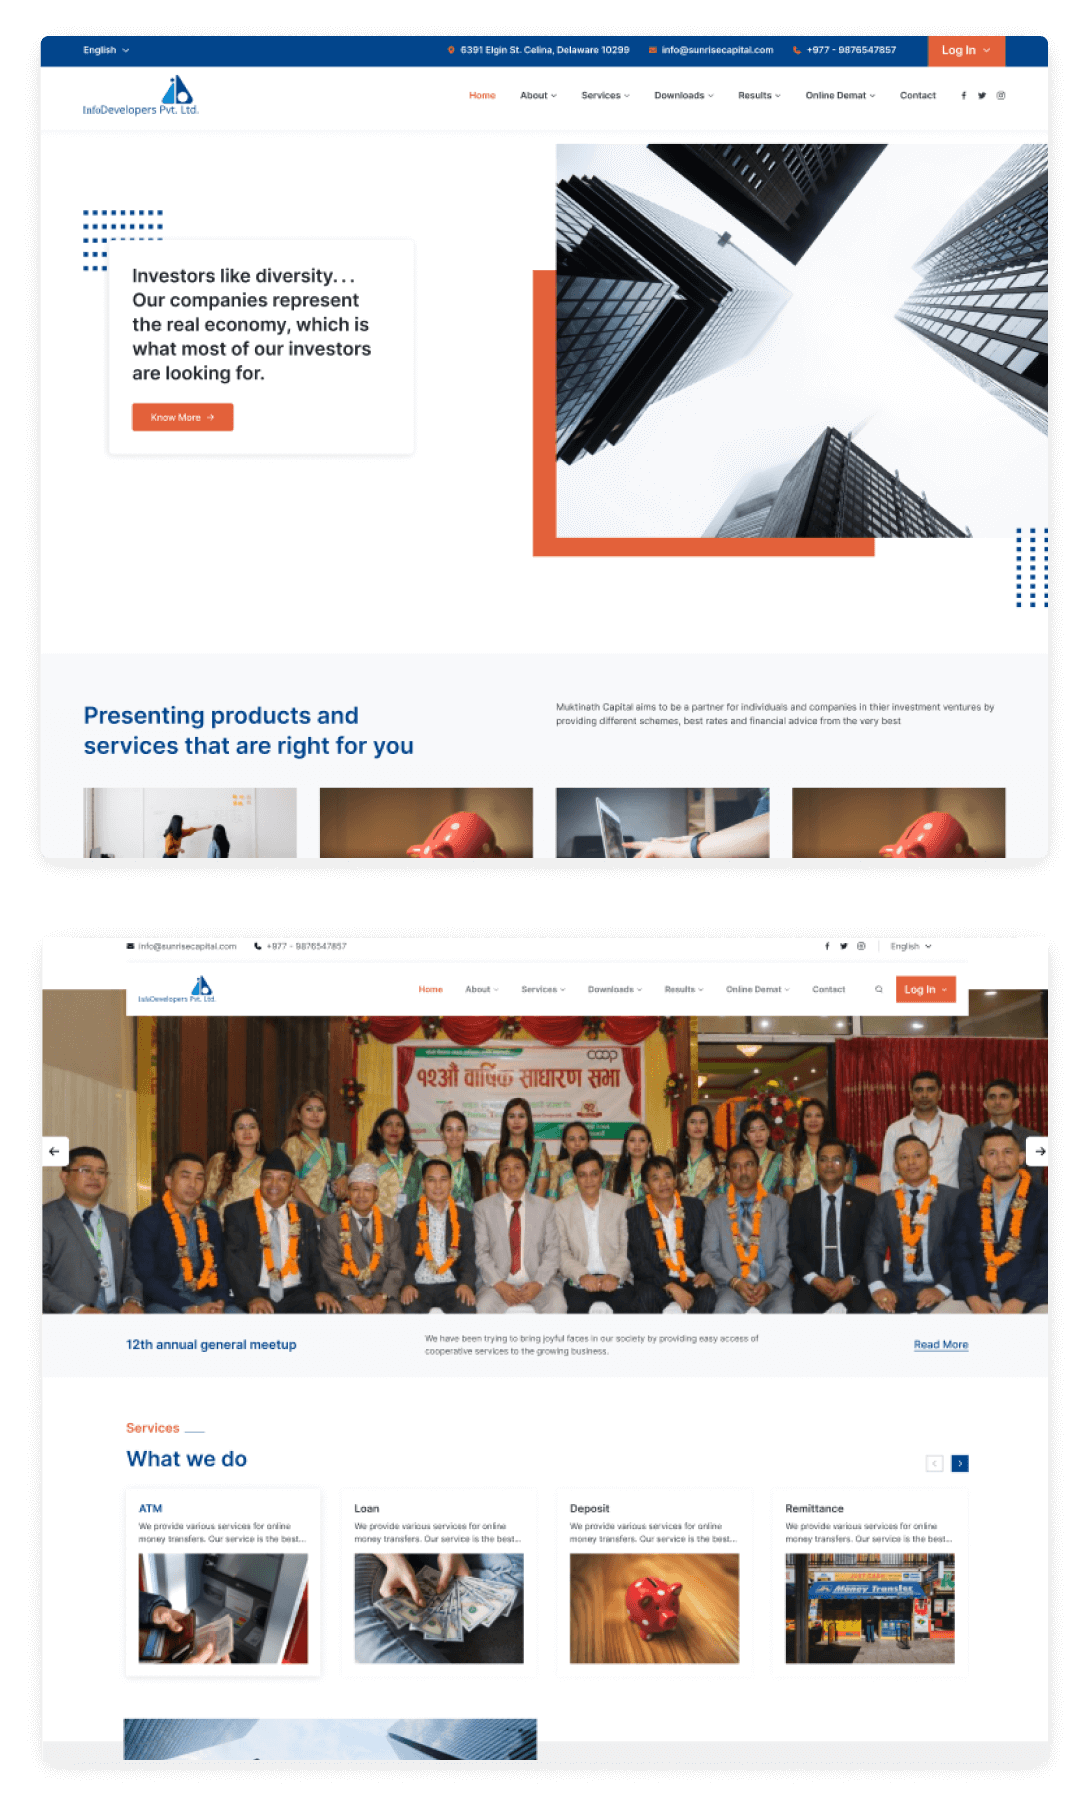 English
6391 Elgin St. Celina, Delaware 10299
info@sunrisecapital.com
+977 - 9876547857
Log In
InfoDevelopers Pvt. Ltd.
Home
About
Services
Downloads
Results
Online Demat
Contact
Investors like diversity. . .
Our companies represent
the real economy, which is
what most of our investors
are looking for.
Know More →
Presenting products and
services that are right for you
Muktinath Capital aims to be a partner for individuals and companies in thier investment ventures by
providing different schemes, best rates and financial advice from the very best
info@sunrisecapital.com
+977 - 9876547857
English
InfoDevelopers Pvt. Ltd.
Home
About
Services
Downloads
Results
Online Demat
Contact
Log In
coop
१२औं वार्षिक साधारण सभा
12th annual general meetup
We have been trying to bring joyful faces in our society by providing easy access of
cooperative services to the growing business.
Read More
Services
What we do
ATM
We provide various services for online
money transfers. Our service is the best...
Loan
We provide various services for online
money transfers. Our service is the best...
Deposit
We provide various services for online
money transfers. Our service is the best...
Remittance
We provide various services for online
money transfers. Our service is the best...
Money Transfer